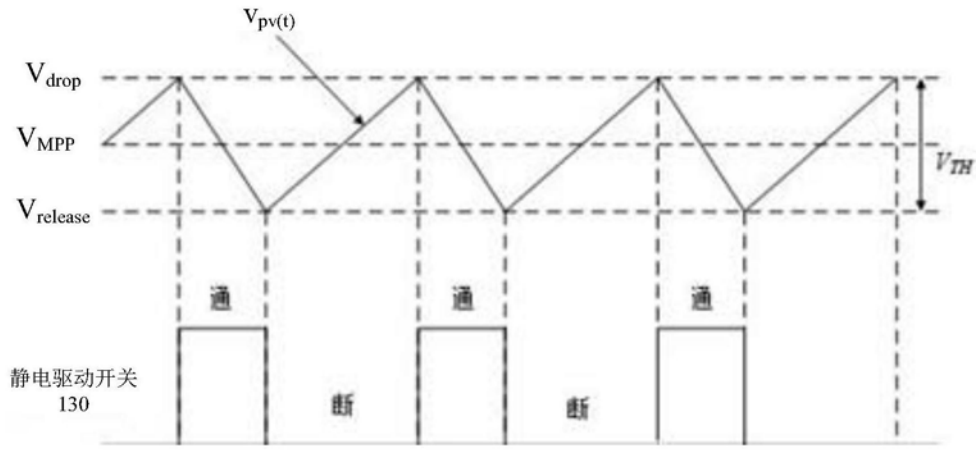 Vpv(t)
Vdrop
VMPP
VTH
Vrelease
通 通 通
静电驱动开关
130
断 断